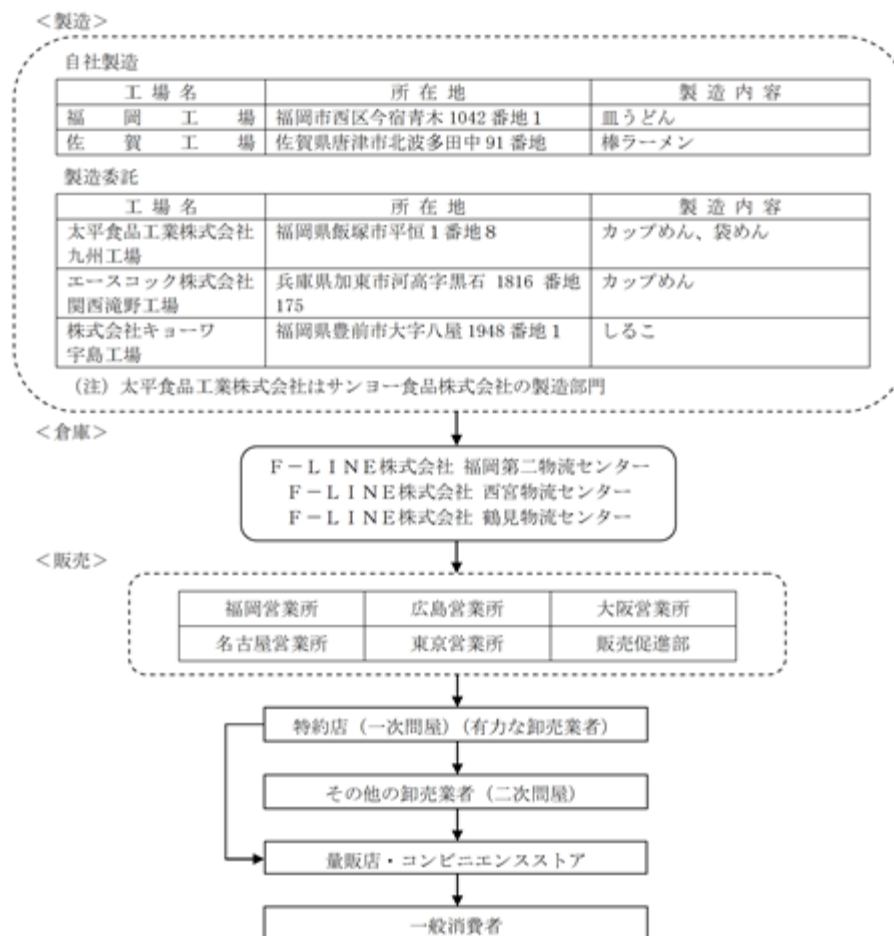 ＜製造＞
自社製造
工場名 所在地 製造内容
福岡工場 福岡市西区今宿青木 1042 番地 1 皿うどん
佐賀工場 佐賀県唐津市北波多田中 91 番地 棒ラーメン
製造委託
工場名 所在地 製造内容
太平食品工業株式会社 福岡県飯塚市平恒 1 番地 8 カップめん、袋めん
九州工場
エースコック株式会社 兵庫県加東市河高字黒石 1816 番地 カップめん
関西滝野工場 175
株式会社キョーワ 福岡県豊前市大字八屋 1948 番地 1 しるこ
宇島工場
（注）太平食品工業株式会社はサンヨー食品株式会社の製造部門
＜倉庫＞
Ｆ－ＬＩＮＥ株式会社 福岡第二物流センター
Ｆ－ＬＩＮＥ株式会社 西宮物流センター
Ｆ－ＬＩＮＥ株式会社 鶴見物流センター
＜販売＞
福岡営業所 広島営業所 大阪営業所
名古屋営業所 東京営業所 販売促進部
特約店（一次問屋）（有力な卸売業者）
その他の卸売業者（二次問屋）
量販店・コンビニエンスストア
一般消費者